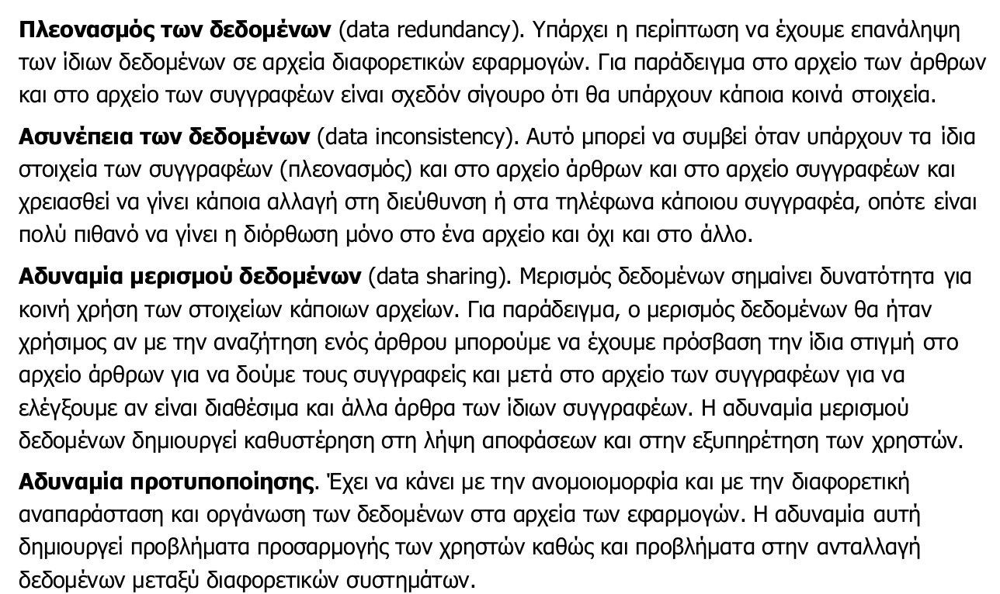 Πλεονασμός των δεδομένων (data redundancy). Υπάρχει η περίπτωση να έχουμε επανάληψη
των ίδιων δεδομένων σε αρχεία διαφορετικών εφαρμογών. Για παράδειγμα στο αρχείο των άρθρων
και στο αρχείο των συγγραφέων είναι σχεδόν σίγουρο ότι θα υπάρχουν κάποια κοινά στοιχεία.
Ασυνέπεια των δεδομένων (data inconsistency). Αυτό μπορεί να συμβεί όταν υπάρχουν τα ίδια
στοιχεία των συγγραφέων (πλεονασμός) και στο αρχείο άρθρων και στο αρχείο συγγραφέων και
χρειασθεί να γίνει κάποια αλλαγή στη διεύθυνση ή στα τηλέφωνα κάποιου συγγραφέα, οπότε είναι
πολύ πιθανό να γίνει η διόρθωση μόνο στο ένα αρχείο και όχι και στο άλλο.
Αδυναμία μερισμού δεδομένων (data sharing). Μερισμός δεδομένων σημαίνει δυνατότητα για
κοινή χρήση των στοιχείων κάποιων αρχείων. Για παράδειγμα, ο μερισμός δεδομένων θα ήταν
χρήσιμος αν με την αναζήτηση ενός άρθρου μπορούμε να έχουμε πρόσβαση την ίδια στιγμή στο
αρχείο άρθρων για να δούμε τους συγγραφείς και μετά στο αρχείο των συγγραφέων για να
ελέγξουμε αν είναι διαθέσιμα και άλλα άρθρα των ίδιων συγγραφέων. Η αδυναμία μερισμού
δεδομένων δημιουργεί καθυστέρηση στη λήψη αποφάσεων και στην εξυπηρέτηση των χρηστών.
Αδυναμία προτυποποίησης. Έχει να κάνει με την ανομοιομορφία και με την διαφορετική
αναπαράσταση και οργάνωση των δεδομένων στα αρχεία των εφαρμογών. Η αδυναμία αυτή
δημιουργεί προβλήματα προσαρμογής των χρηστών καθώς και προβλήματα στην ανταλλαγή
δεδομένων μεταξύ διαφορετικών συστημάτων.